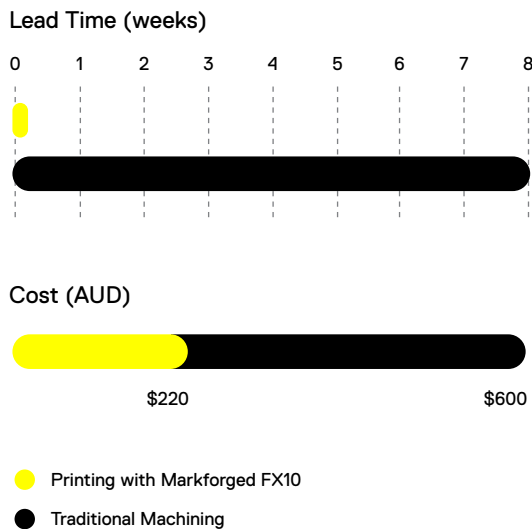 Lead Time (weeks)
0 1 2 3 4 5 6 7 8
Cost (AUD)
$220 $600
Printing with Markforged FX10
Traditional Machining